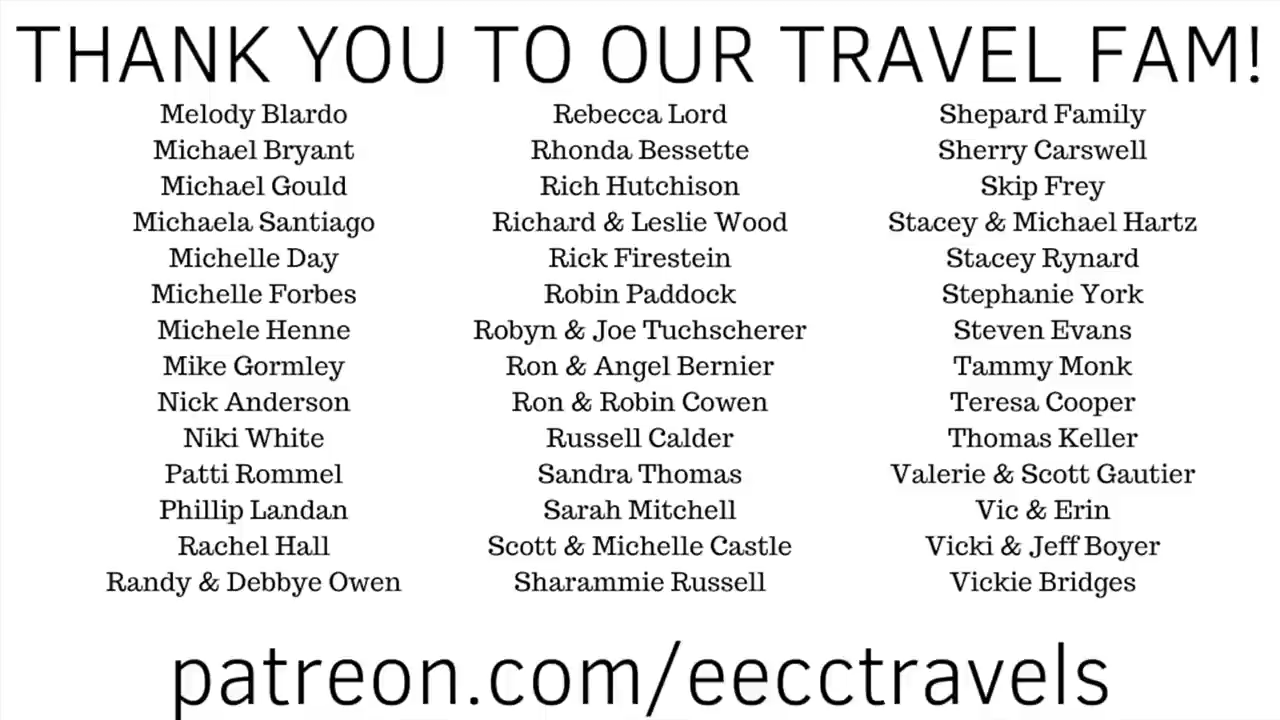 THANK YOU TO OUR TRAVEL FAM!
Melody Blardo
Michael Bryant
Michael Gould
Michaela Santiago
Michelle Day
Michelle Forbes
Michele Henne
Mike Gormley
Nick Anderson
Niki White
Patti Rommel
Phillip Landan
Rachel Hall
Randy & Debbye Owen
Rebecca Lord
Rhonda Bessette
Rich Hutchison
Richard & Leslie Wood
Rick Firestein
Robin Paddock
Robyn & Joe Tuchscherer
Ron & Angel Bernier
Ron & Robin Cowen
Russell Calder
Sandra Thomas
Sarah Mitchell
Scott & Michelle Castle
Sharammie Russell
Shepard Family
Sherry Carswell
Skip Frey
Stacey & Michael Hartz
Stacey Rynard
Stephanie York
Steven Evans
Tammy Monk
Teresa Cooper
Thomas Keller
Valerie & Scott Gautier
Vic & Erin
Vicki & Jeff Boyer
Vickie Bridges
patreon.com/eecctravels